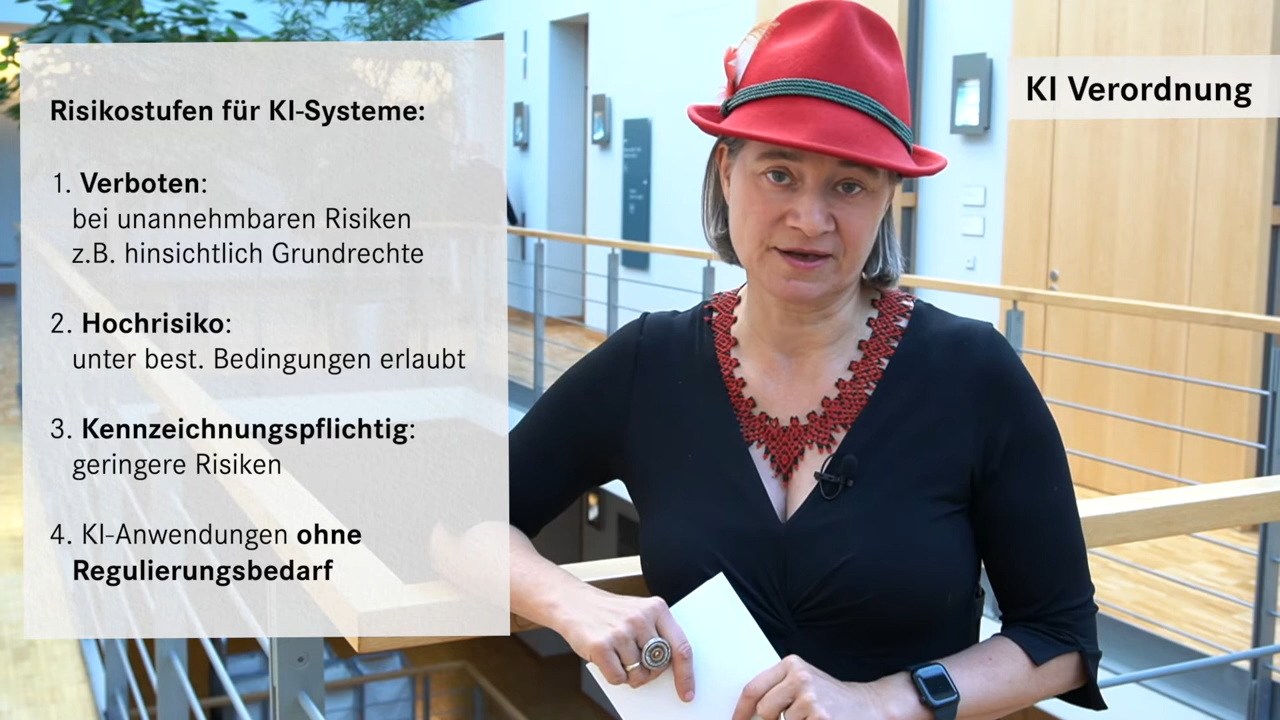 Risikostufen für KI-Systeme:
1. Verboten:
bei unannehmbaren Risiken
z.B. hinsichtlich Grundrechte
2. Hochrisiko:
unter best. Bedingungen erlaubt
3. Kennzeichnungspflichtig:
geringere Risiken
4. KI-Anwendungen ohne
Regulierungsbedarf
KI Verordnung